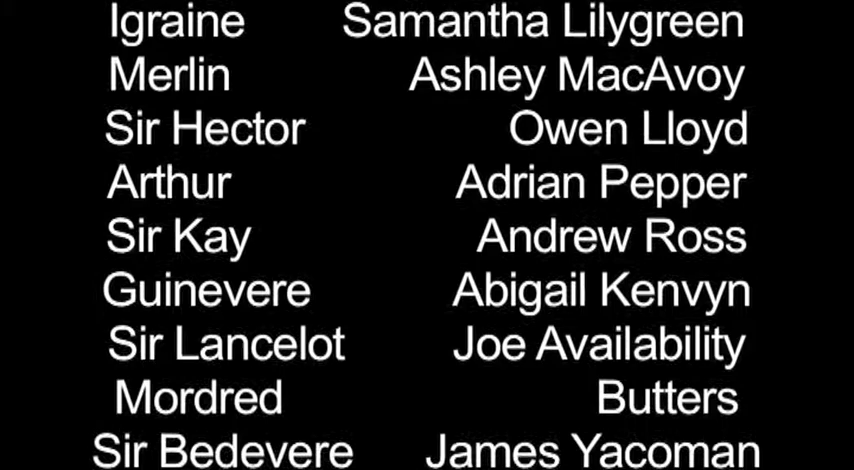 Igraine Samantha Lilygreen
Merlin Ashley MacAvoy
Sir Hector Owen Lloyd
Arthur Adrian Pepper
Sir Kay Andrew Ross
Guinevere Abigail Kenvyn
Sir Lancelot Joe Availability
Mordred Butters
Sir Bedevere James Yacoman